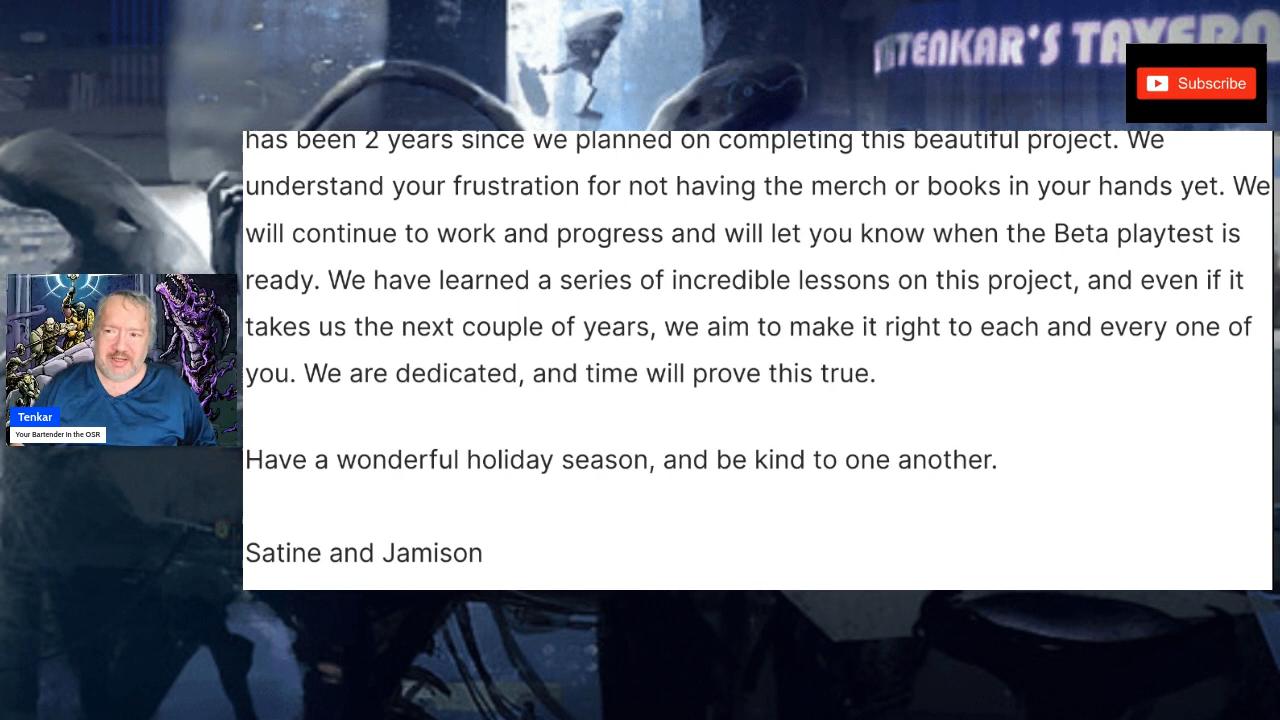 TENKAR'S TAVERN
Subscribe
has been 2 years since we planned on completing this beautiful project. We
understand your frustration for not having the merch or books in your hands yet. We
will continue to work and progress and will let you know when the Beta playtest is
ready. We have learned a series of incredible lessons on this project, and even if it
takes us the next couple of years, we aim to make it right to each and every one of
you. We are dedicated, and time will prove this true.
Have a wonderful holiday season, and be kind to one another.
Satine and Jamison
Tenkar
Your Bartender in the OSR